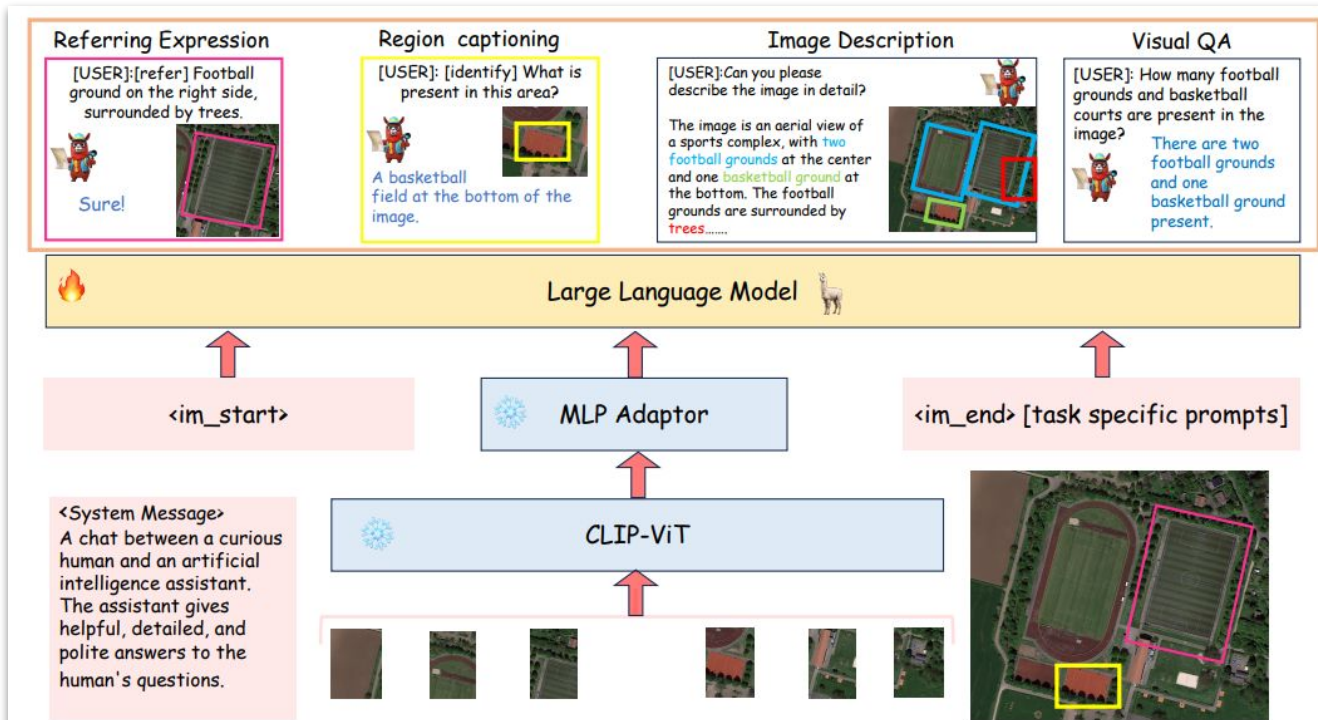 Referring Expression
[USER]:[refer] Football
ground on the right side,
surrounded by trees.
Sure!
Region captioning
[USER]: [identify] What is
present in this area?
A basketball
field at the bottom of the
image.
Image Description
[USER]:Can you please
describe the image in detail?
The image is an aerial view of
a sports complex, with two
football grounds at the center
and one basketball ground at
the bottom. The football
grounds are surrounded by
trees.......
Visual QA
[USER]: How many football
grounds and basketball
courts are present in the
image?
There are two
football grounds
and one
basketball ground
present.
Large Language Model
<im_start>
MLP Adaptor
<im_end> [task specific prompts]
<System Message>
A chat between a curious
human and an artificial
intelligence assistant.
The assistant gives
helpful, detailed, and
polite answers to the
human's questions.
CLIP-ViT